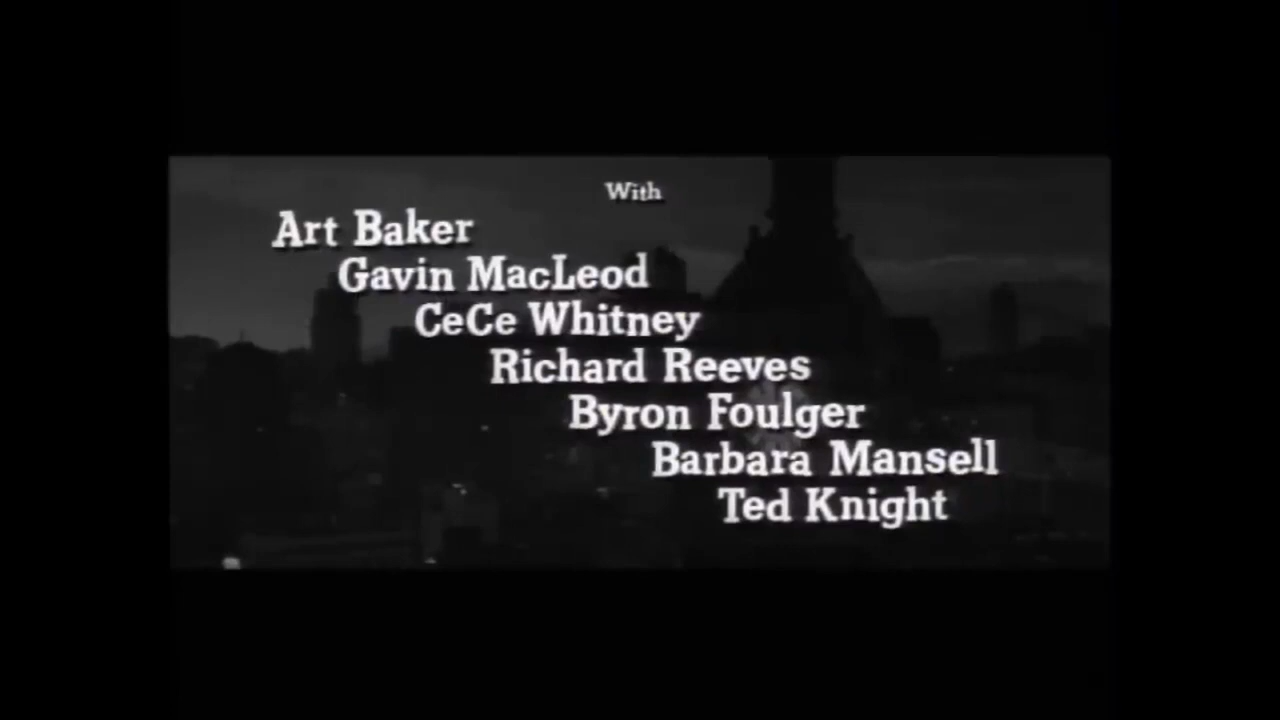 With
Art Baker
Gavin MacLeod
CeCe Whitney
Richard Reeves
Byron Foulger
Barbara Mansell
Ted Knight